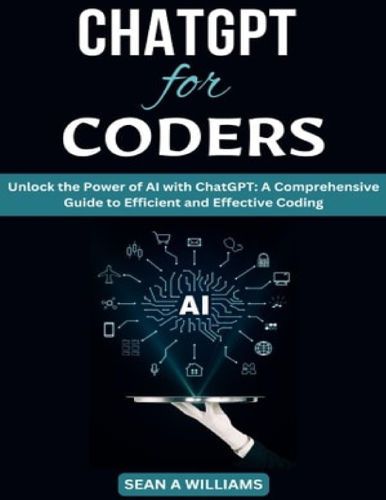 CHATGPT
for
CODERS
Unlock the Power of AI with ChatGPT: A Comprehensive
Guide to Efficient and Effective Coding
AI
SEAN A WILLIAMS